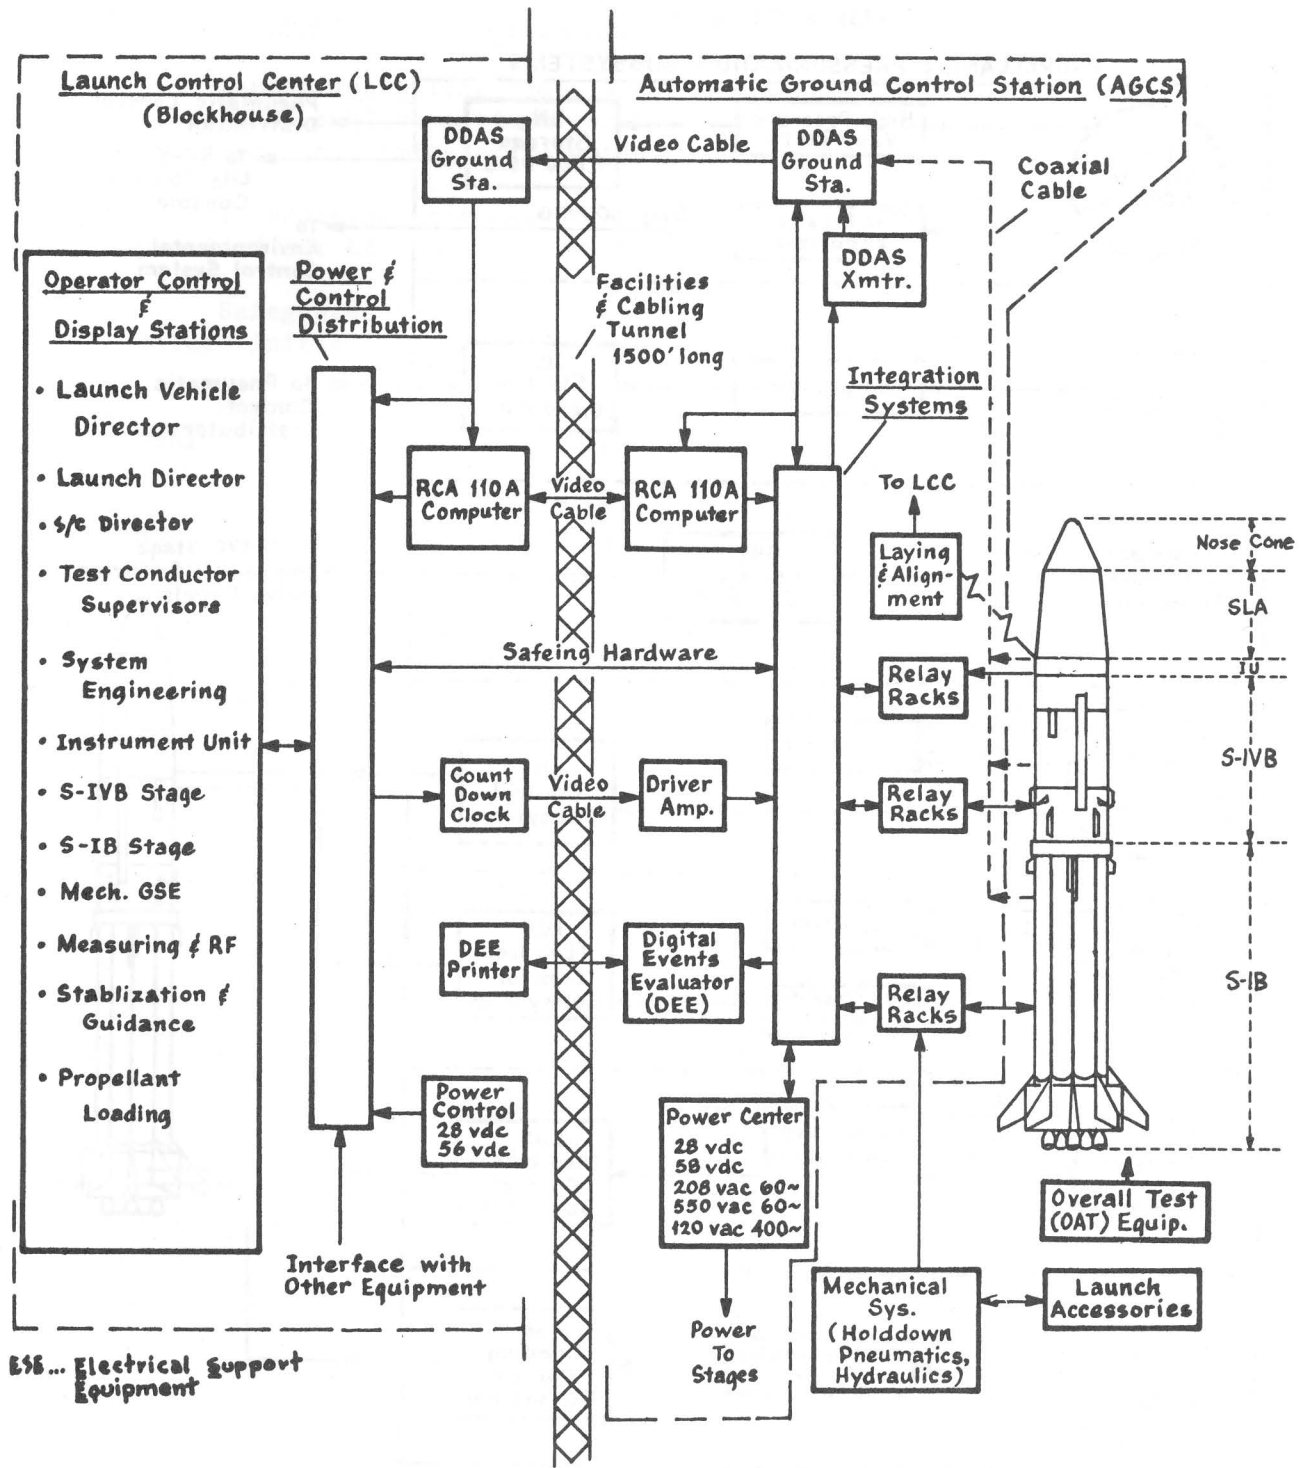 Launch Control Center (LCC)
(Blockhouse)
Automatic Ground Control Station (AGCS)
DDAS
Ground
Sta.
Video Cable
DDAS
Ground
Sta.
Coaxial
Cable
DDAS
Xmtr.
Operator Control
&
Display Stations
• Launch Vehicle
Director
• Launch Director
• S/C Director
• Test Conductor
Supervisors
• System
Engineering
• Instrument Unit
• S-IVB Stage
• S-IB Stage
• Mech. GSE
• Measuring & RF
• Stablization &
Guidance
• Propellant
Loading
Power &
Control
Distribution
Facilities
& Cabling
Tunnel
1500' long
Integration
Systems
RCA 110A
Computer
Video
Cable
RCA 110A
Computer
To LCC
Laying
& Align-
ment
Nose Cone
SLA
IU
S-IVB
S-IB
Safeing Hardware
Relay
Racks
Count
Down
Clock
Video
Cable
Driver
Amp.
Relay
Racks
DEE
Printer
Digital
Events
Evaluator
(DEE)
Relay
Racks
Power
Control
28 vdc
56 vdc
Power Center
28 vdc
58 vdc
208 vac 60~
550 vac 60~
120 vac 400~
Overall Test
(OAT) Equip.
Interface with
Other Equipment
Power
To
Stages
Mechanical
Sys.
(Holddown
Pneumatics,
Hydraulics)
Launch
Accessories
ESE... Electrical Support
Equipment